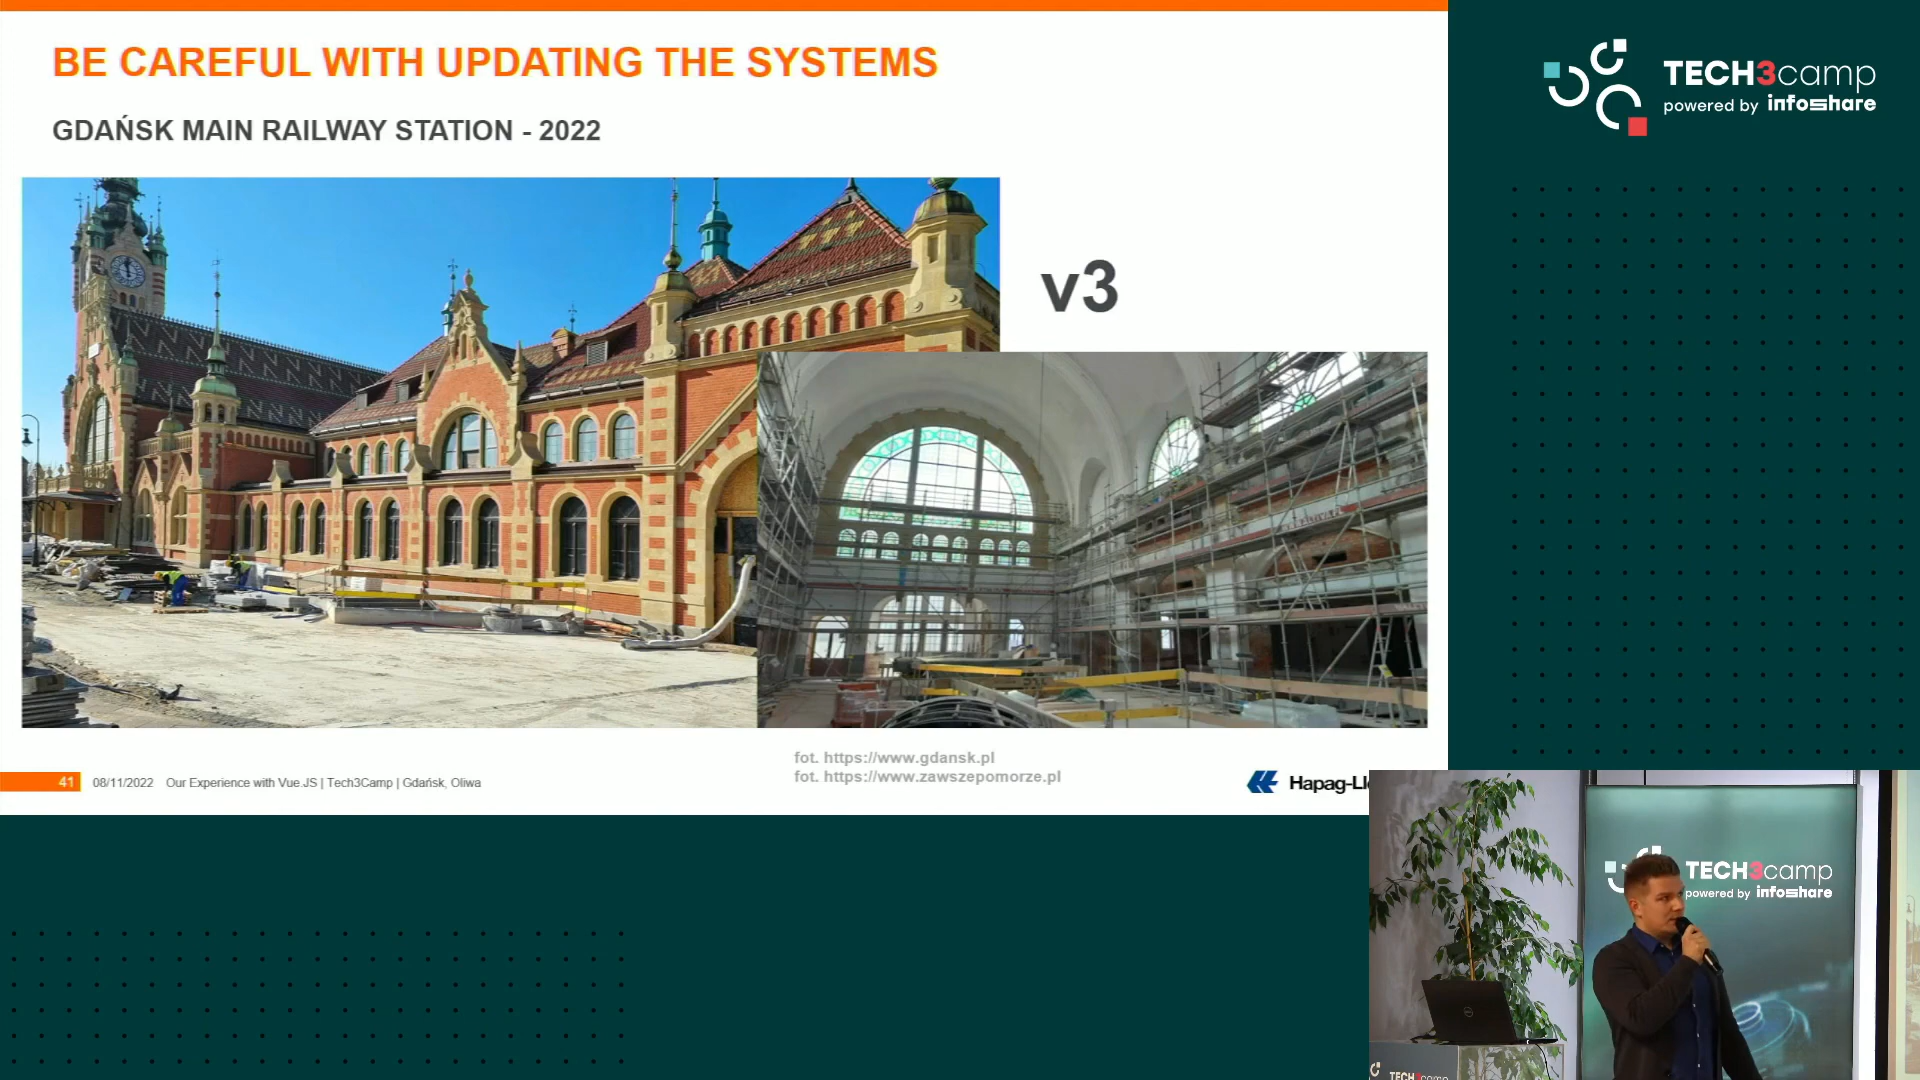 BE CAREFUL WITH UPDATING THE SYSTEMS
GDAŃSK MAIN RAILWAY STATION - 2022
v3
fot. https://www.gdansk.pl
fot. https://www.zawszepomorze.pl
41 08/11/2022 Our Experience with Vue.JS | Tech3Camp | Gdańsk, Oliwa
Hapag-Ll
TECH3camp
powered by infoshare
TECH3camp
powered by infoshare
TECH3camp